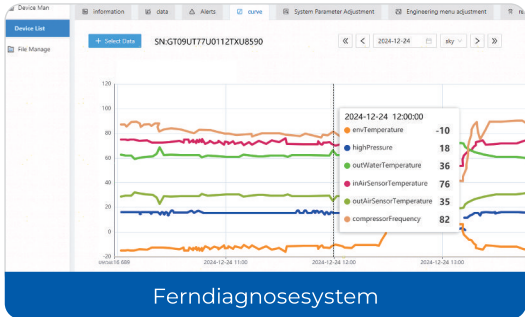 Device Man
information
data
Alerts
curve
System Parameter Adjustment
Engineering menu adjustment
Device List
File Manage
+ Select Data
SN:GT09UT77U0112TXU8590
2024-12-24
sky
120
100
80
60
40
20
0
-20
2024-12-24 12:00:00
envTemperature -10
highPressure 18
outWaterTemperature 36
inAirSensorTemperature 76
outAirSensorTemperature 35
compressorFrequency 82
2024-12-24 11:00
2024-12-24 12:00
2024-12-24 13:00
Ferndiagnosesystem